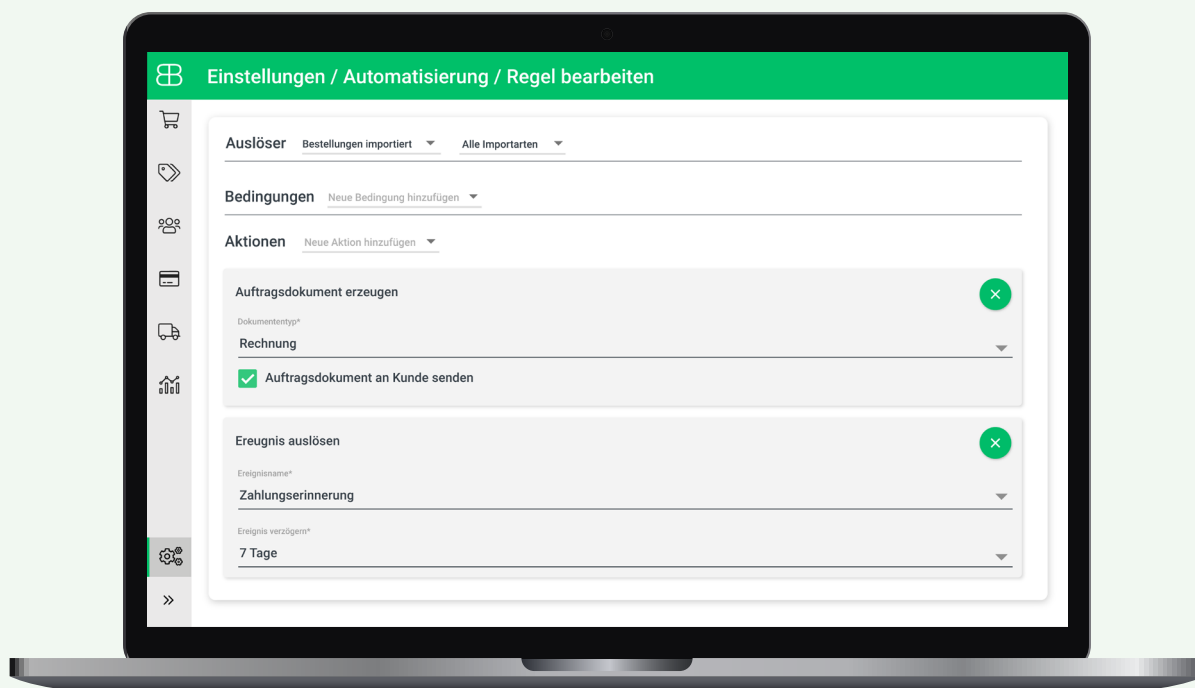 Einstellungen / Automatisierung / Regel bearbeiten
Auslöser Bestellungen importiert Alle Importarten
Bedingungen Neue Bedingung hinzufügen
Aktionen Neue Aktion hinzufügen
Auftragsdokument erzeugen
Dokumententyp*
Rechnung
Auftragsdokument an Kunde senden
Ereugnis auslösen
Ereignisname*
Zahlungserinnerung
Ereignis verzögern*
7 Tage